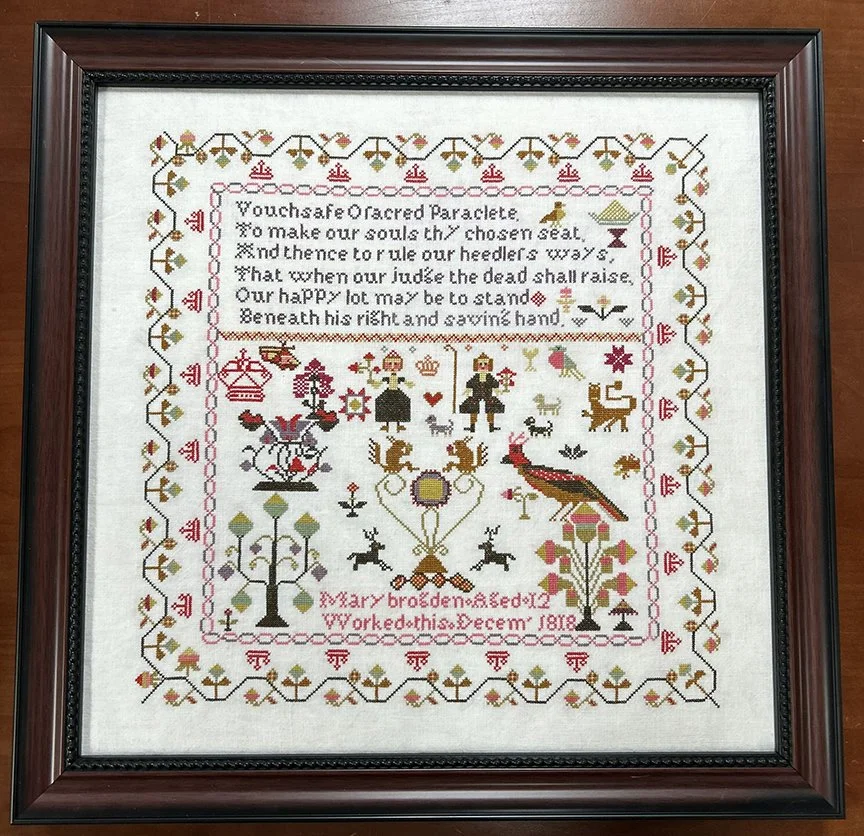 Vouchsafe O sacred Paraclete,
To make our souls thy chosen seat,
And thence to rule our heedleſs ways,
That when our judge the dead shall raise,
Our haPPy lot may be to stand
Beneath his right and saving hand.
Mary brogden Aged 12
Worked this Decemr 1818